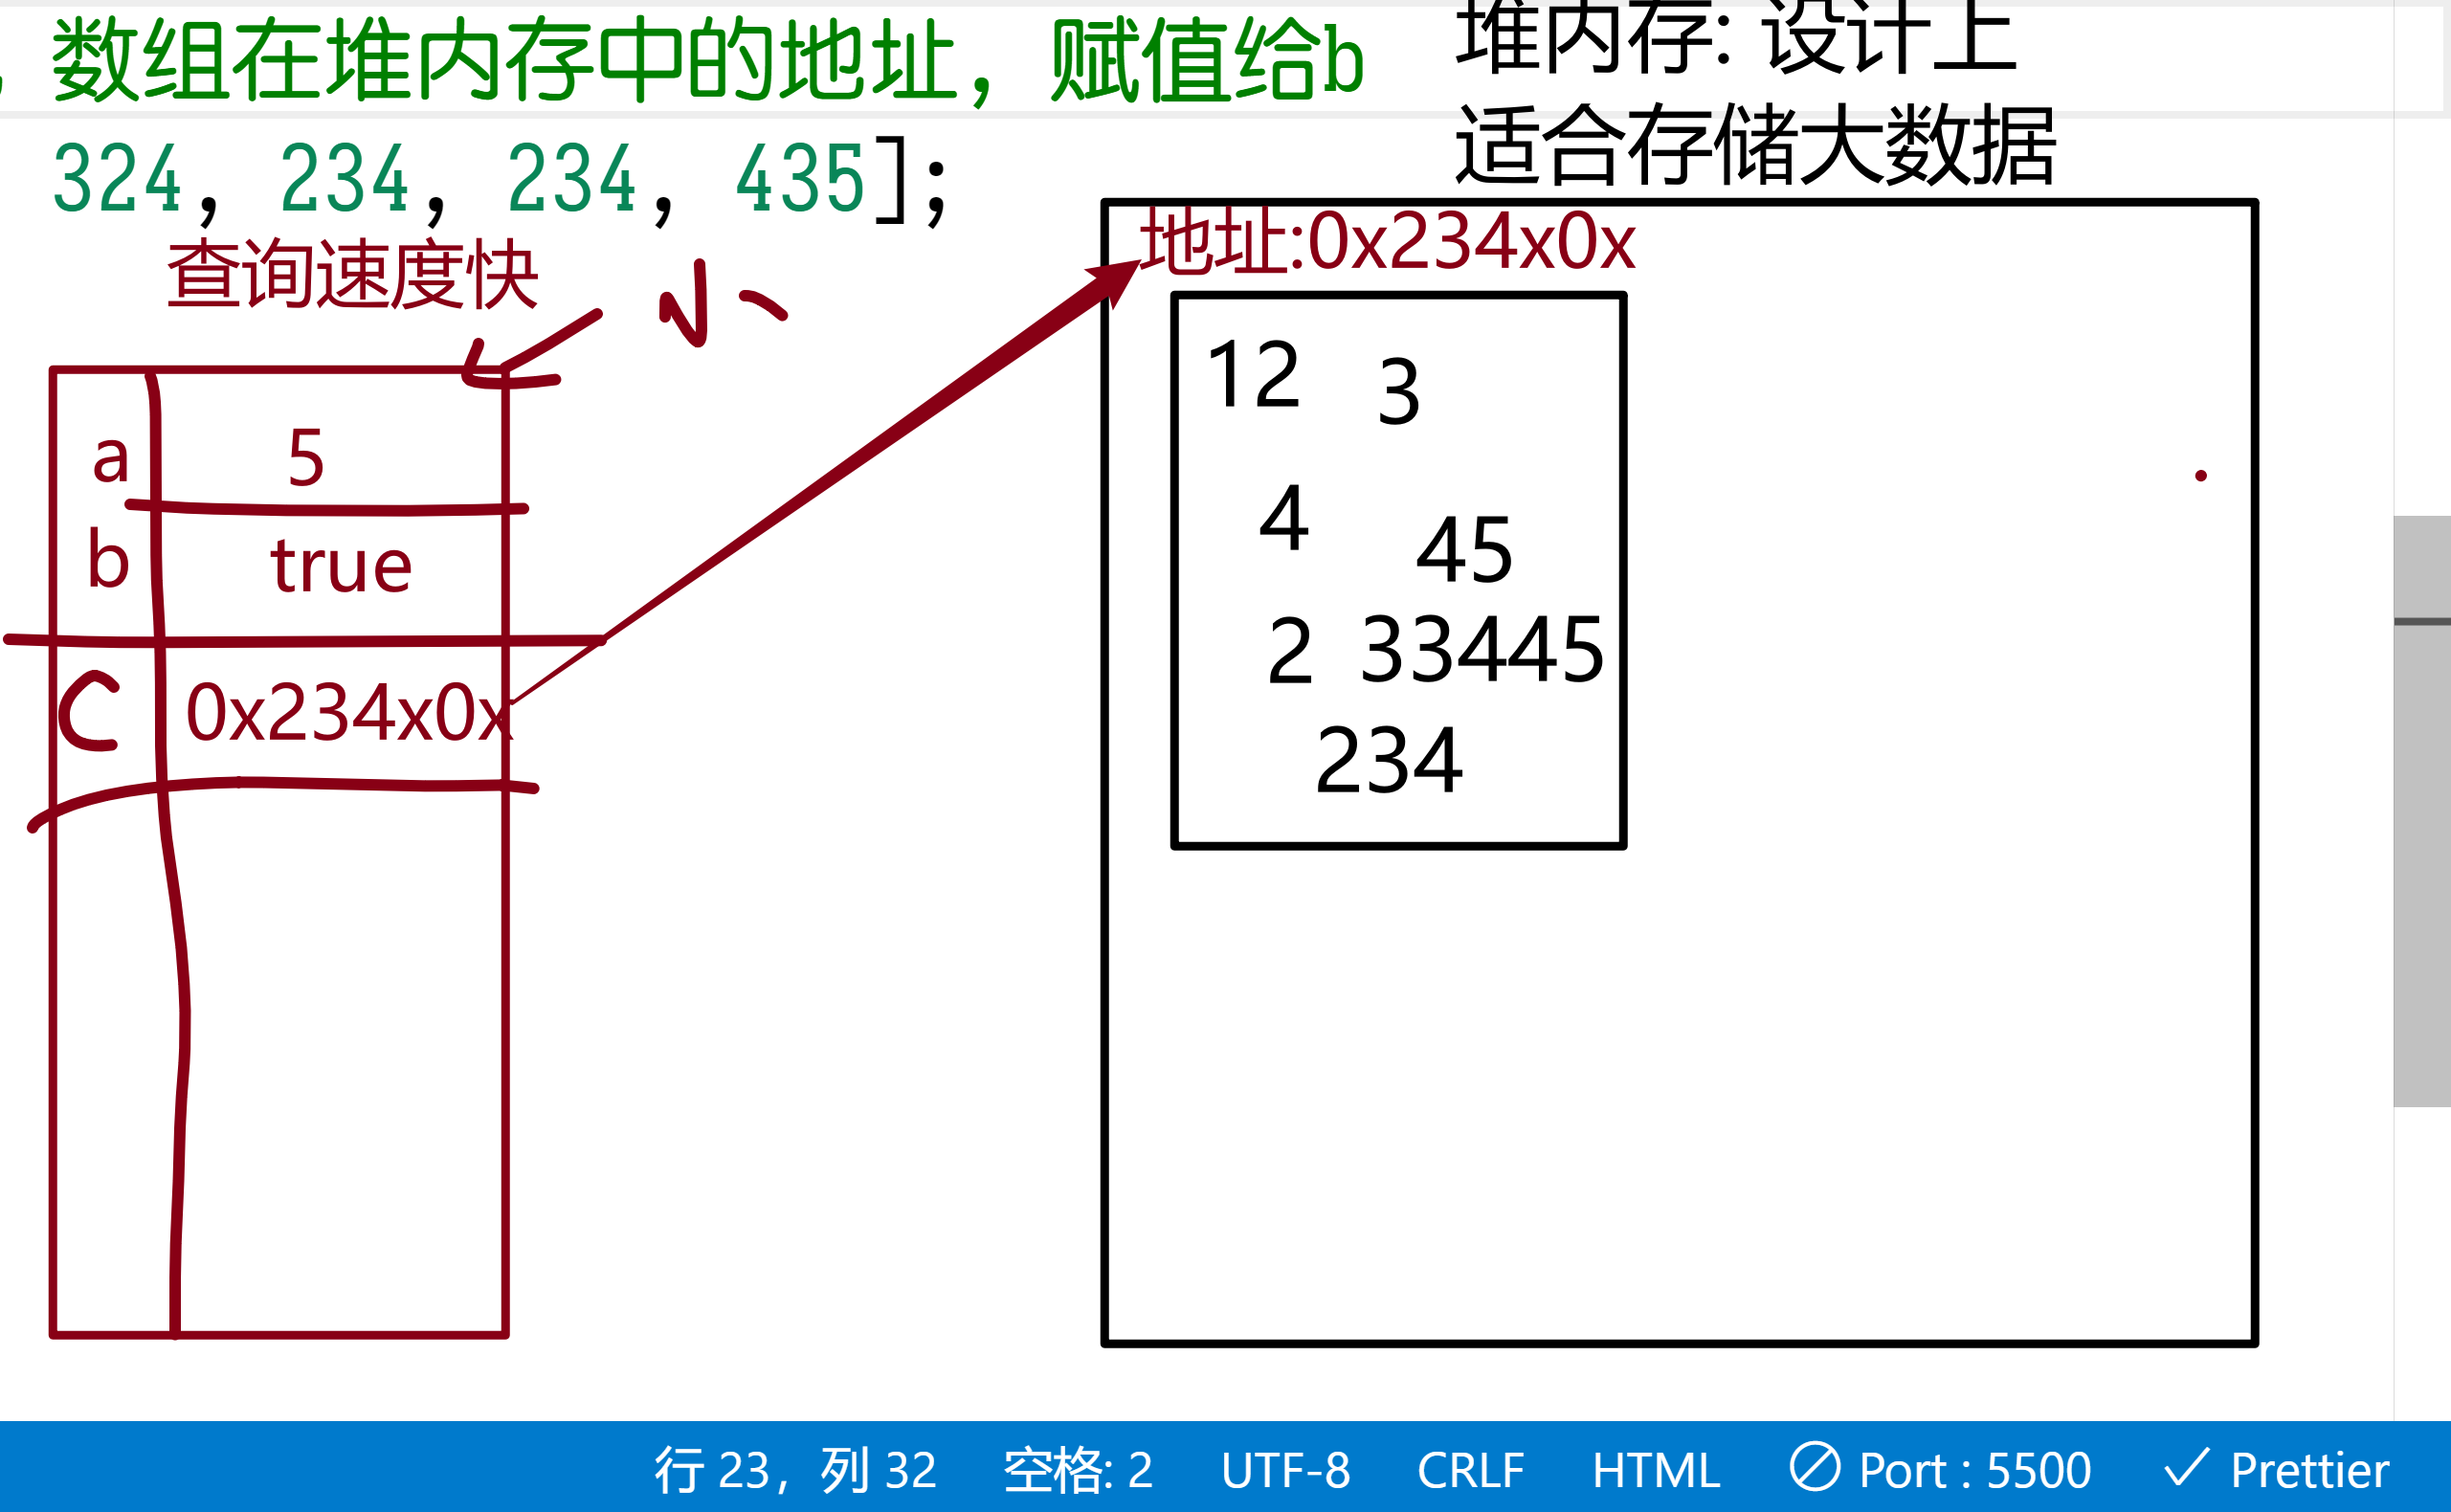 数组在堆内存中的地址，赋值给b
324, 234, 234, 435];
堆内存: 设计上
适合存储大数据
查询速度快
小
a 5
b true
C 0x234x0x
地址:0x234x0x
12 3
4
45
2 33445
234
行 23, 列 32 空格: 2 UTF-8 CRLF HTML Port : 5500 Prettier